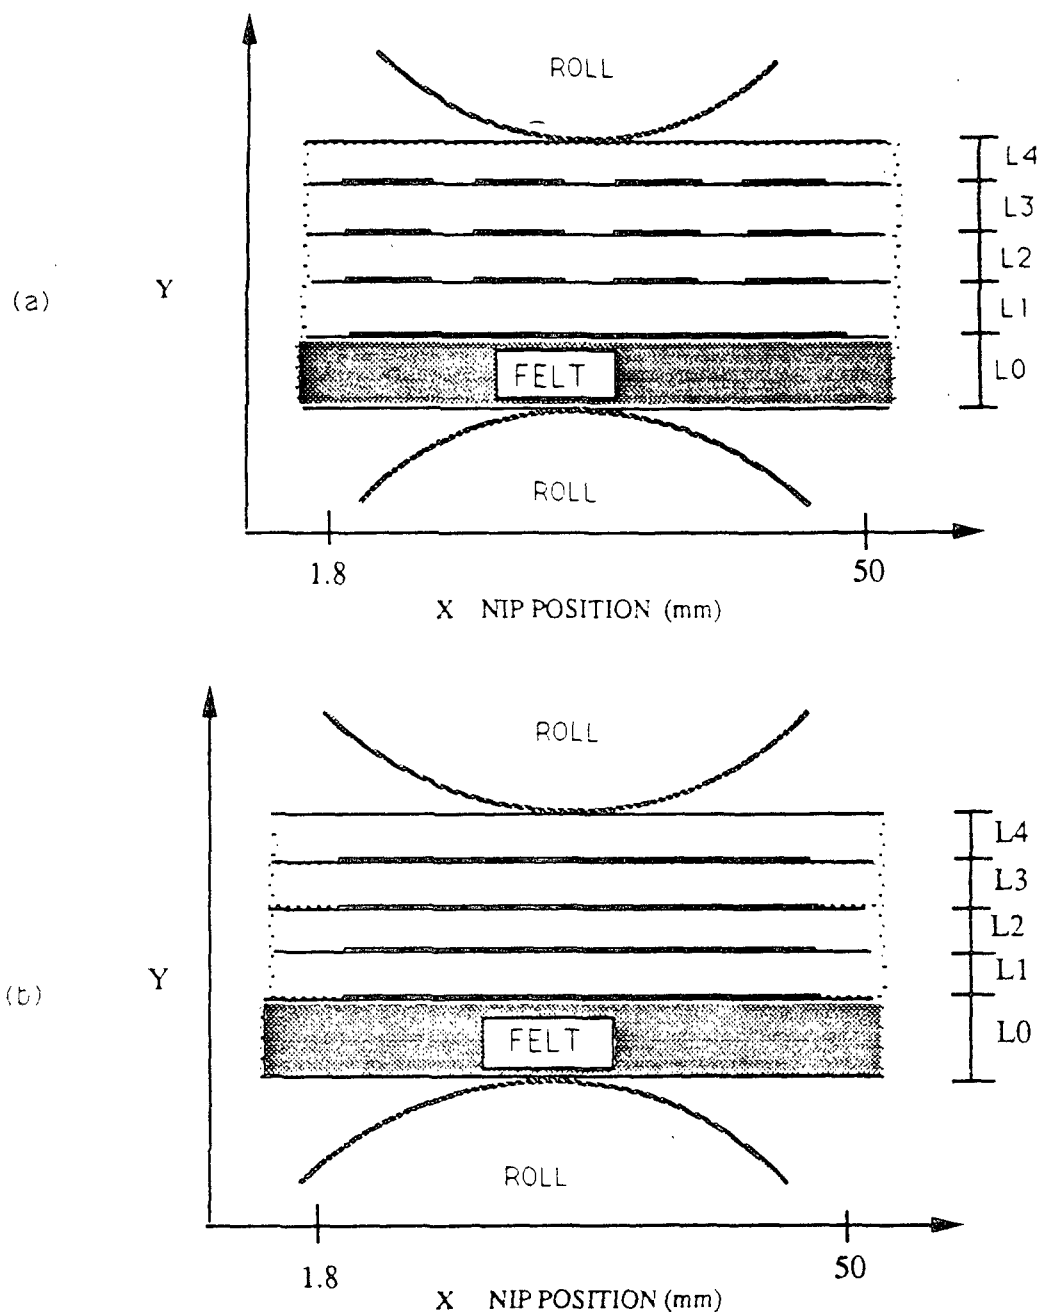 ROLL
L4
L3
L2
L1
L0
(a)
Y
FELT
ROLL
1.8
50
X NIP POSITION (mm)
ROLL
L4
L3
L2
L1
L0
(b)
Y
FELT
ROLL
1.8
50
X NIP POSITION (mm)